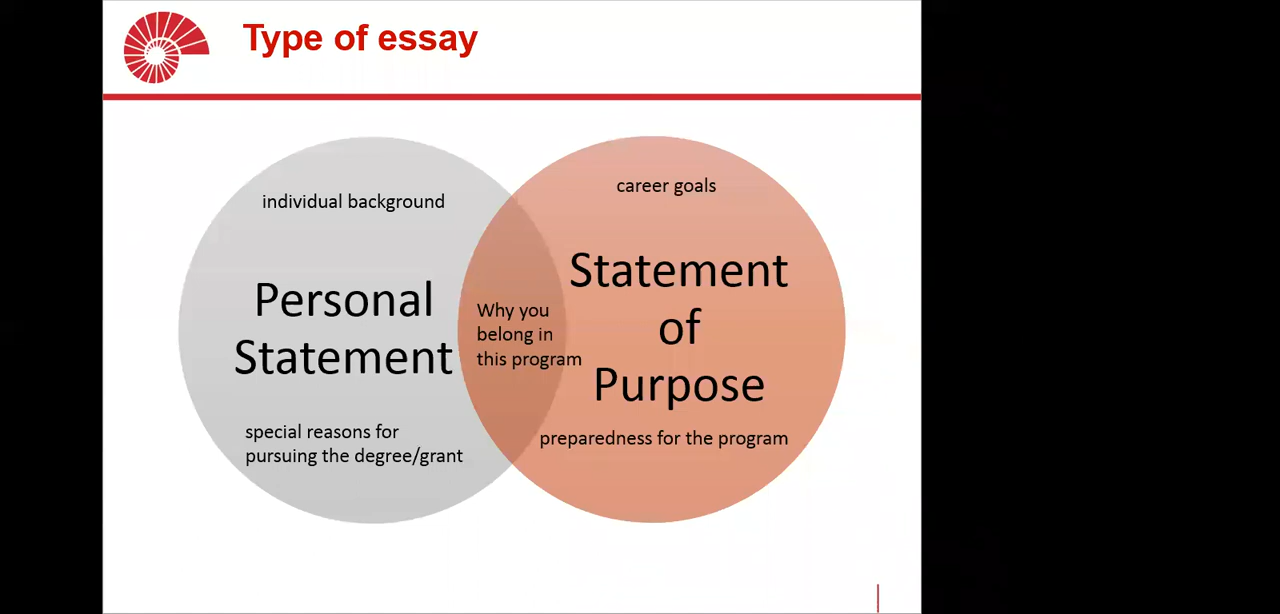 Type of essay
individual background
Personal
Statement
special reasons for
pursuing the degree/grant
Why you
belong in
this program
career goals
Statement
of
Purpose
preparedness for the program